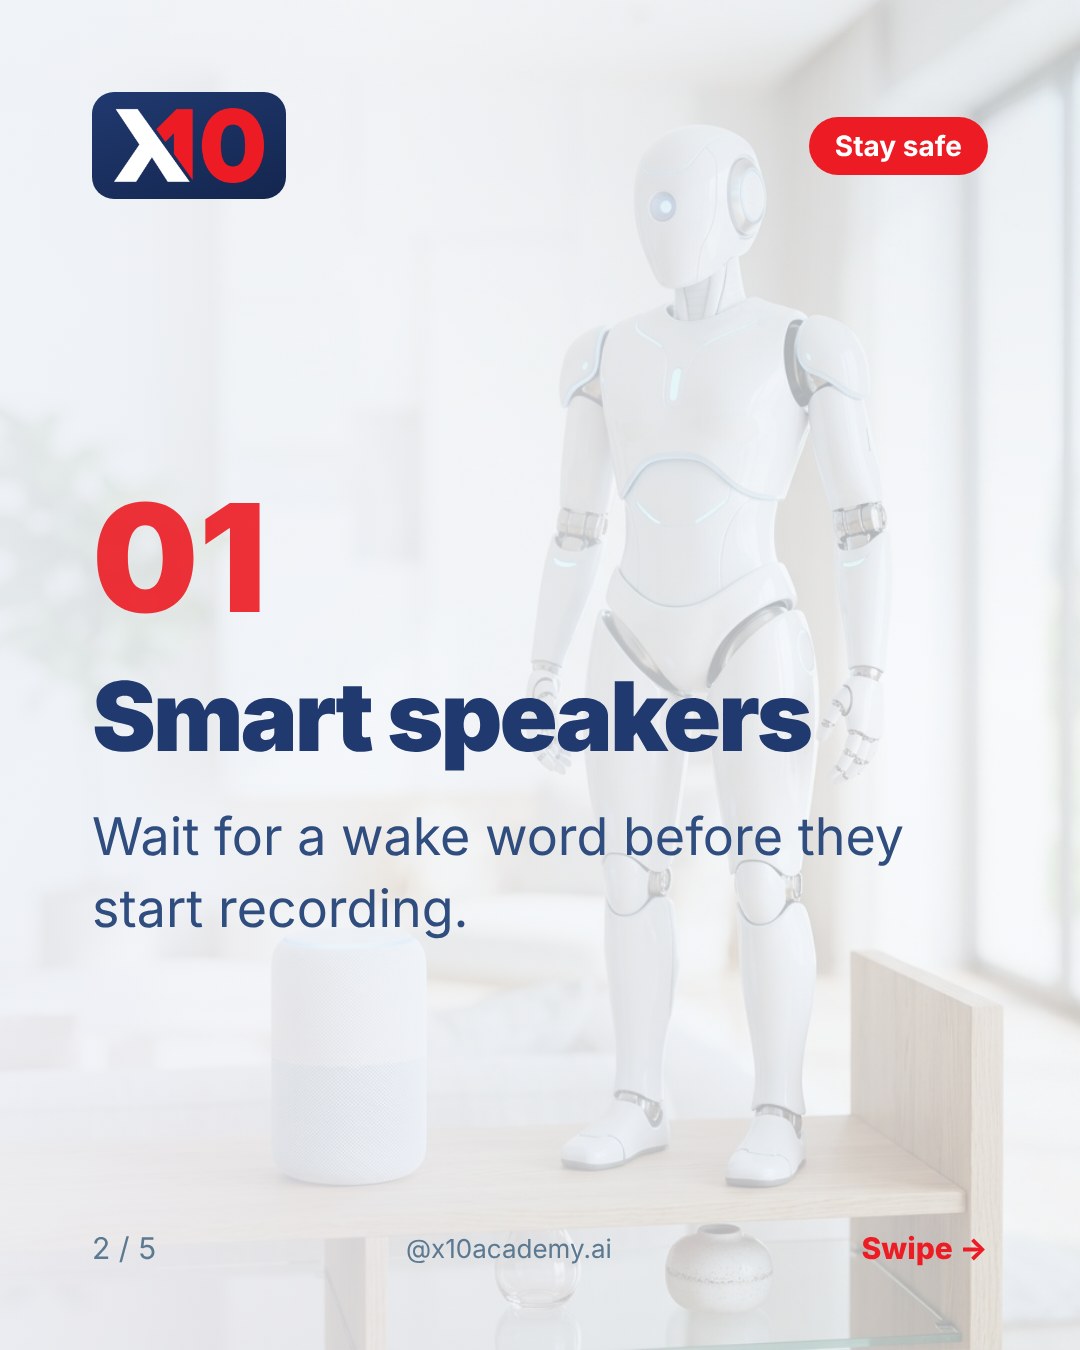 X10
Stay safe
01
Smart speakers
Wait for a wake word before they
start recording.
2 / 5
@x10academy.ai
Swipe →